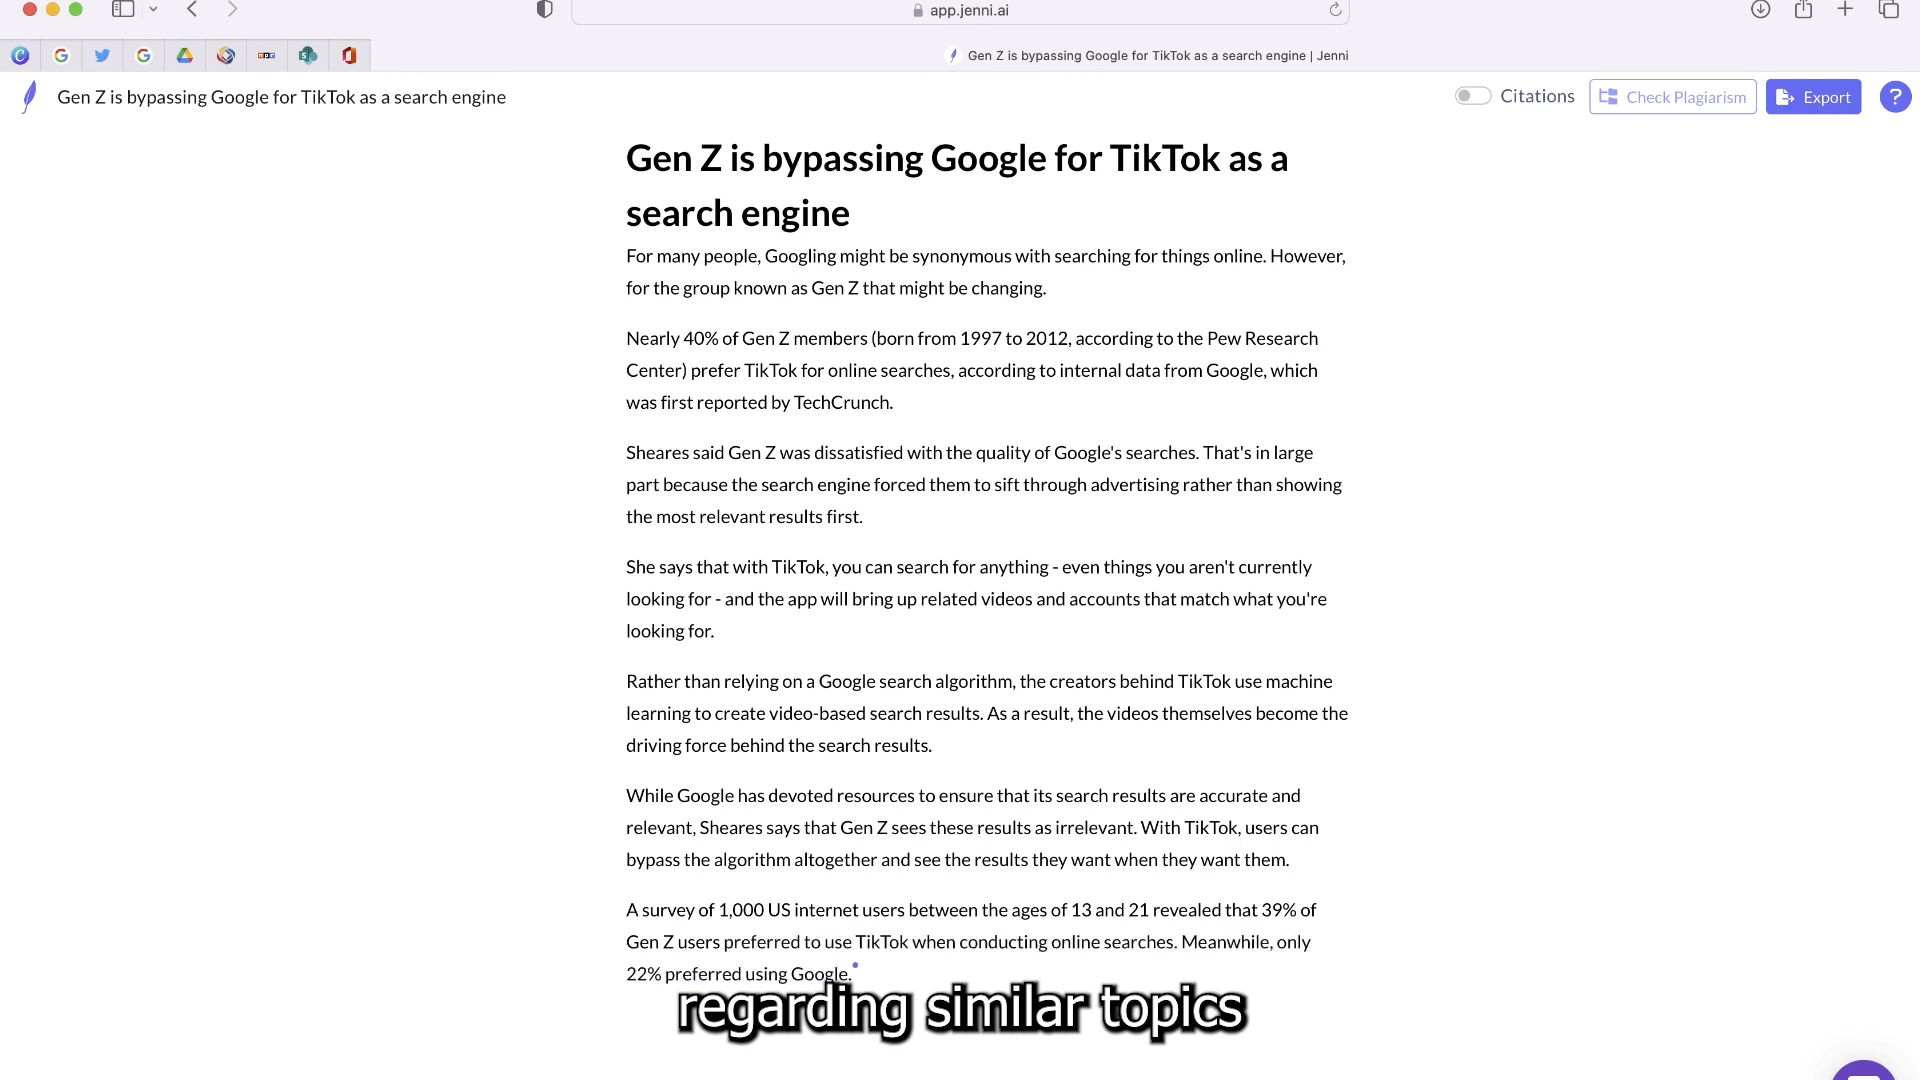 app.jenni.ai
Gen Z is bypassing Google for TikTok as a search engine | Jenni
Gen Z is bypassing Google for TikTok as a search engine
Citations
Check Plagiarism
Export
?
Gen Z is bypassing Google for TikTok as a
search engine
For many people, Googling might be synonymous with searching for things online. However,
for the group known as Gen Z that might be changing.
Nearly 40% of Gen Z members (born from 1997 to 2012, according to the Pew Research
Center) prefer TikTok for online searches, according to internal data from Google, which
was first reported by TechCrunch.
Sheares said Gen Z was dissatisfied with the quality of Google's searches. That's in large
part because the search engine forced them to sift through advertising rather than showing
the most relevant results first.
She says that with TikTok, you can search for anything - even things you aren't currently
looking for - and the app will bring up related videos and accounts that match what you're
looking for.
Rather than relying on a Google search algorithm, the creators behind TikTok use machine
learning to create video-based search results. As a result, the videos themselves become the
driving force behind the search results.
While Google has devoted resources to ensure that its search results are accurate and
relevant, Sheares says that Gen Z sees these results as irrelevant. With TikTok, users can
bypass the algorithm altogether and see the results they want when they want them.
A survey of 1,000 US internet users between the ages of 13 and 21 revealed that 39% of
Gen Z users preferred to use TikTok when conducting online searches. Meanwhile, only
22% preferred using Google.
regarding similar topics